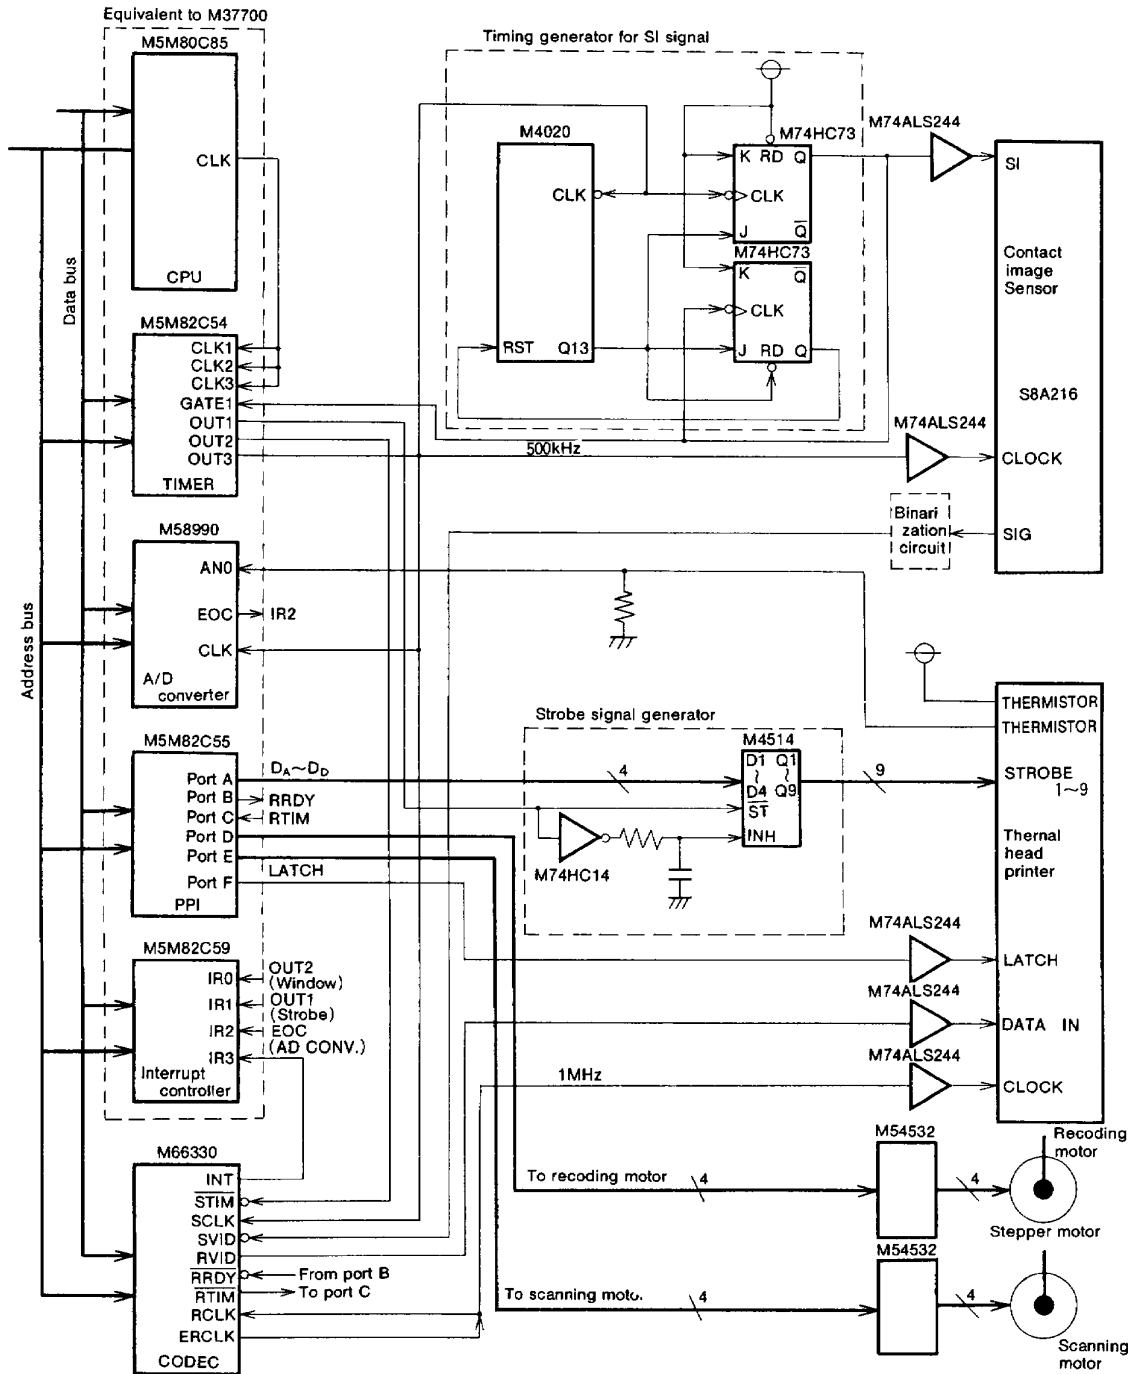 Equivalent to M37700
M5M80C85
CLK
CPU
Data bus
Address bus
M5M82C54
CLK1
CLK2
CLK3
GATE1
OUT1
OUT2
OUT3
TIMER
M58990
AN0
EOC
IR2
CLK
A/D
converter
M5M82C55
Port A
Port B
Port C
Port D
Port E
Port F
PPI
DA~DD
RRDY
RTIM
LATCH
M5M82C59
IR0
IR1
IR2
IR3
OUT2
(Window)
OUT1
(Strobe)
EOC
(AD CONV.)
Interrupt
controller
M66330
INT
STIM
SCLK
SVID
RVID
RRDY
RTIM
RCLK
ERCLK
CODEC
From port B
To port C
Timing generator for SI signal
M4020
CLK
RST Q13
M74HC73
K RD Q
CLK
J Q
M74HC73
K Q
CLK
J RD Q
500kHz
M74ALS244
M74ALS244
SI
Contact
image
Sensor
S8A216
CLOCK
SIG
Binari
zation
circuit
Strobe signal generator
M4514
D1 Q1
~ ~
D4 Q9
ST
INH
4
9
M74HC14
THERMISTOR
THERMISTOR
STROBE
1~9
Thernal
head
printer
M74ALS244
LATCH
M74ALS244
DATA IN
M74ALS244
1MHz
CLOCK
M54532
To recoding motor
4
4
Recoding
motor
Stepper motor
M54532
To scanning moto.
4
4
Scanning
motor